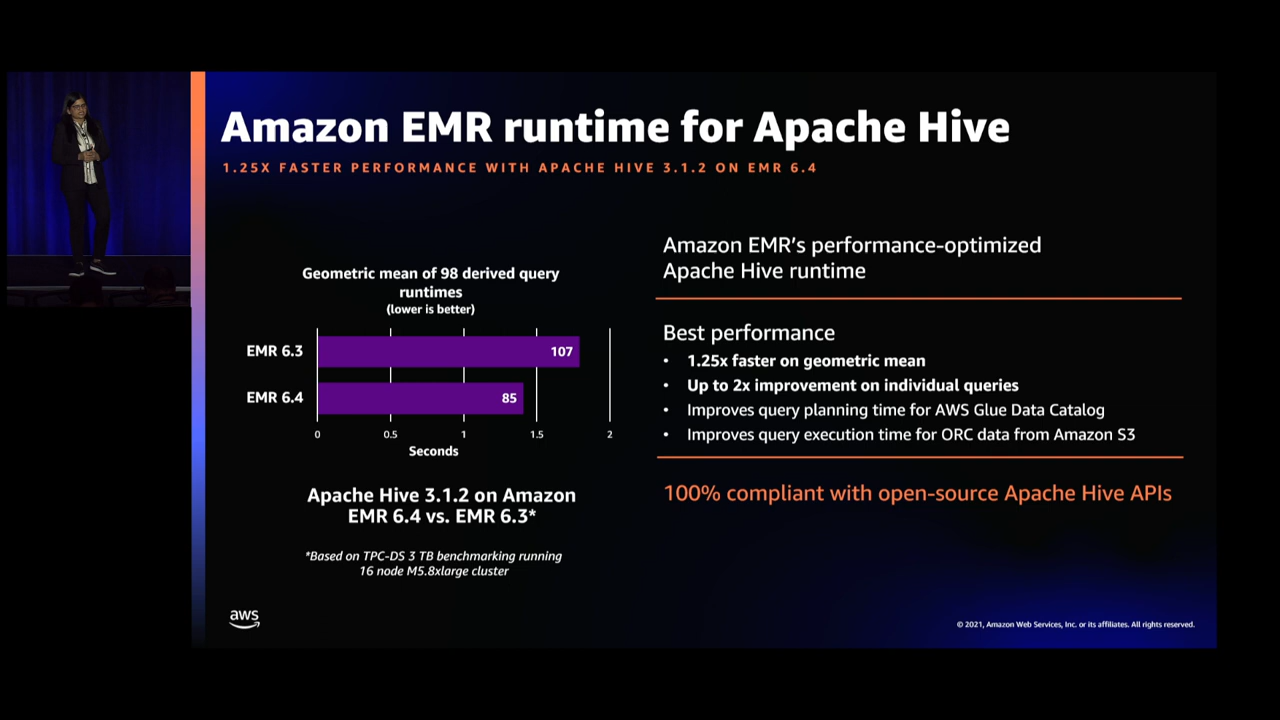 Amazon EMR runtime for Apache Hive
1.25X FASTER PERFORMANCE WITH APACHE HIVE 3.1.2 ON EMR 6.4
Geometric mean of 98 derived query
runtimes
(lower is better)
EMR 6.3
107
EMR 6.4
85
0 0.5 1 1.5 2
Seconds
Apache Hive 3.1.2 on Amazon
EMR 6.4 vs. EMR 6.3*
*Based on TPC-DS 3 TB benchmarking running
16 node M5.8xlarge cluster
Amazon EMR’s performance-optimized
Apache Hive runtime
Best performance
• 1.25x faster on geometric mean
• Up to 2x improvement on individual queries
• Improves query planning time for AWS Glue Data Catalog
• Improves query execution time for ORC data from Amazon S3
100% compliant with open-source Apache Hive APIs
aws
© 2021, Amazon Web Services, Inc. or its affiliates. All rights reserved.